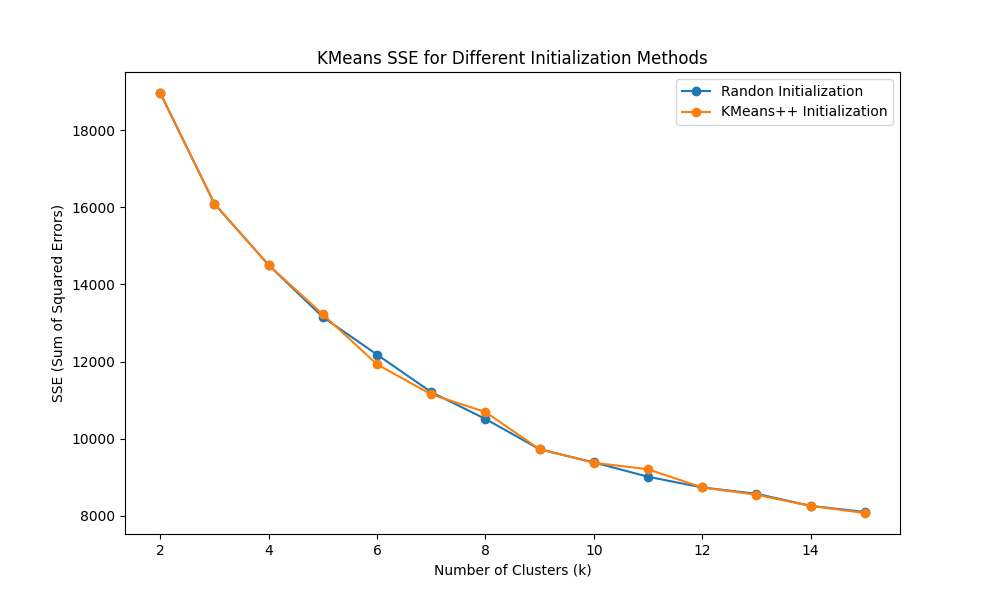 KMeans SSE for Different Initialization Methods
Randon Initialization
KMeans++ Initialization
SSE (Sum of Squared Errors)
18000
16000
14000
12000
10000
8000
2 4 6 8 10 12 14
Number of Clusters (k)